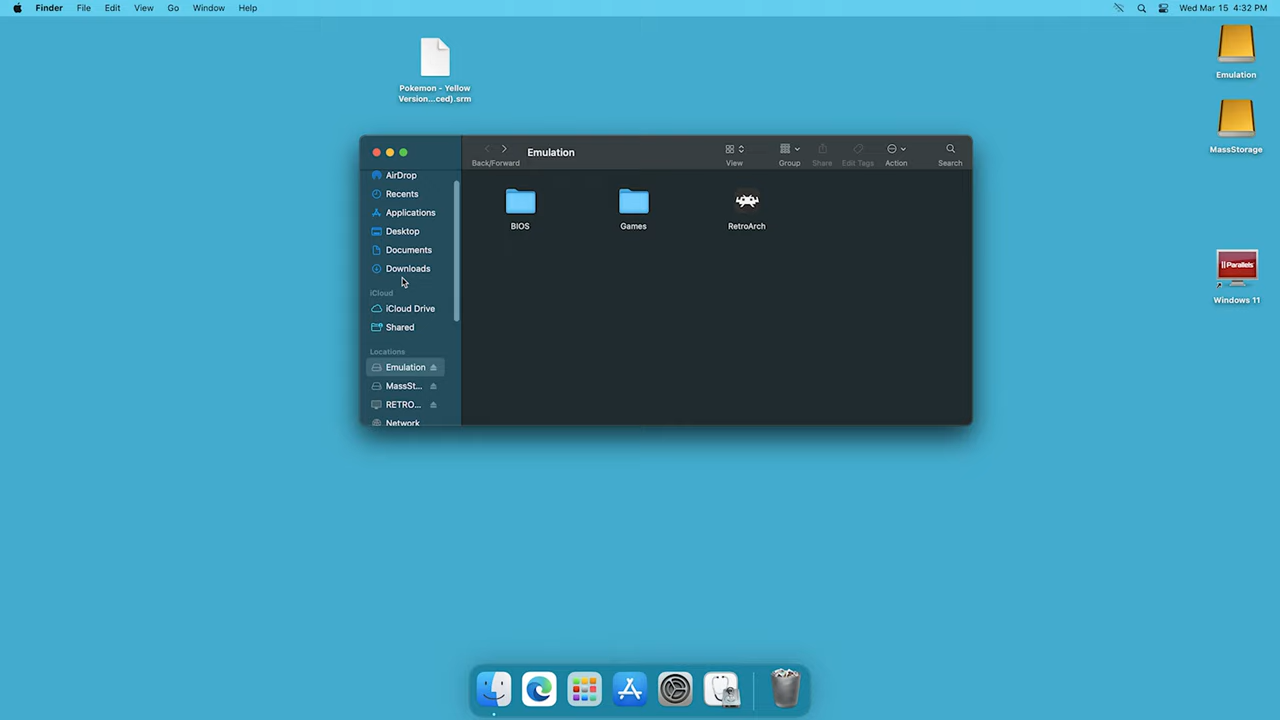 Finder File Edit View Go Window Help
Wed Mar 15 4:32 PM
Pokemon - Yellow
Version...ced).srm
Emulation
MassStorage
Parallels
Windows 11
Back/Forward
Emulation
View
Group
Share
Edit Tags
Action
Search
AirDrop
Recents
Applications
Desktop
Documents
Downloads
iCloud
iCloud Drive
Shared
Locations
Emulation
MassSt...
RETRO...
Network
BIOS
Games
RetroArch